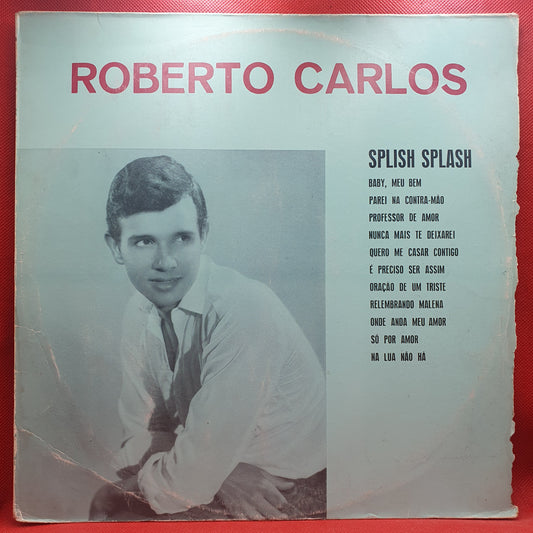 ROBERTO CARLOS
SPLISH SPLASH
BABY, MEU BEM
PAREI NA CONTRA-MÃO
PROFESSOR DE AMOR
NUNCA MAIS TE DEIXAREI
QUERO ME CASAR CONTIGO
É PRECISO SER ASSIM
ORAÇÃO DE UM TRISTE
RELEMBRANDO MALENA
ONDE ANDA MEU AMOR
SÓ POR AMOR
NA LUA NÃO HÁ